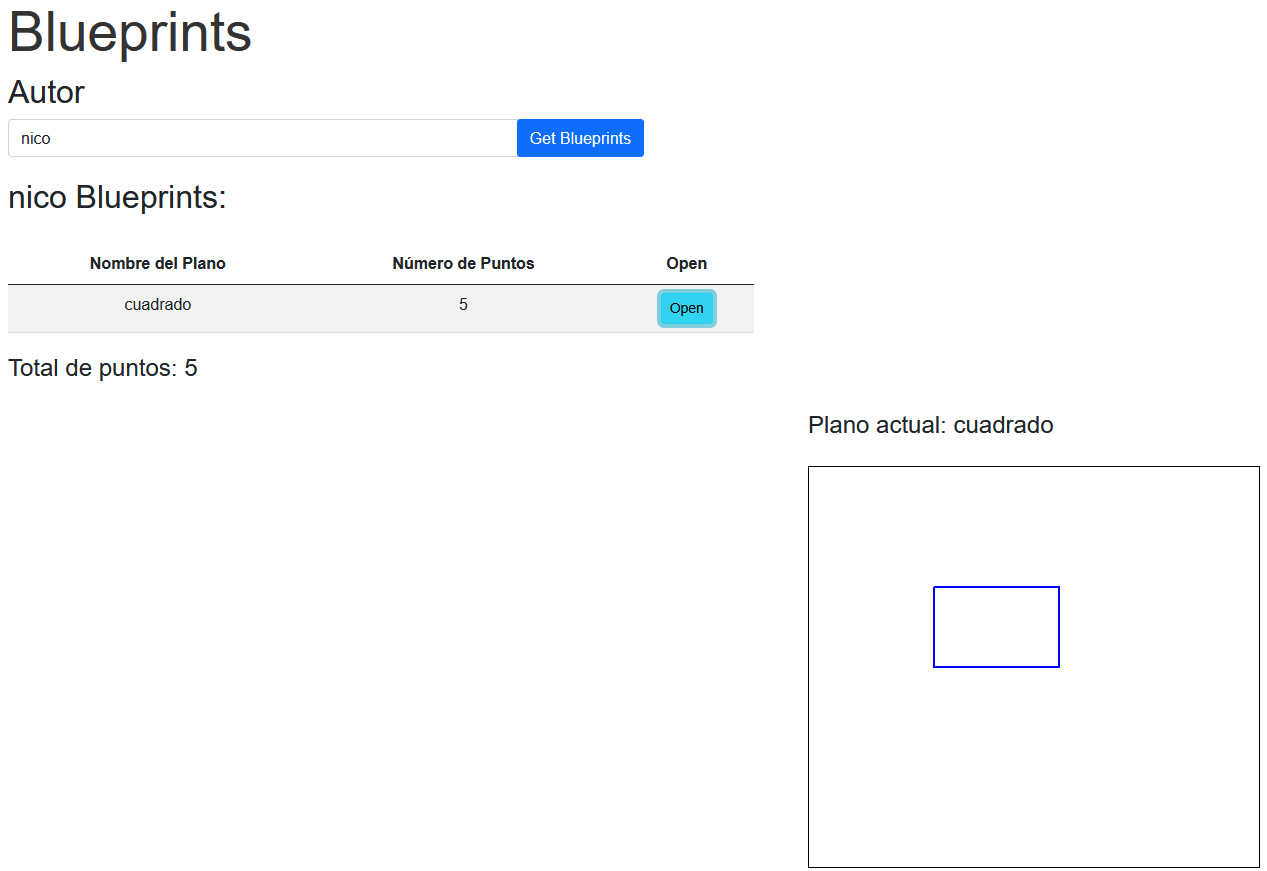 Blueprints
Autor
nico
Get Blueprints
nico Blueprints:
Nombre del Plano Número de Puntos Open
cuadrado 5 Open
Total de puntos: 5
Plano actual: cuadrado